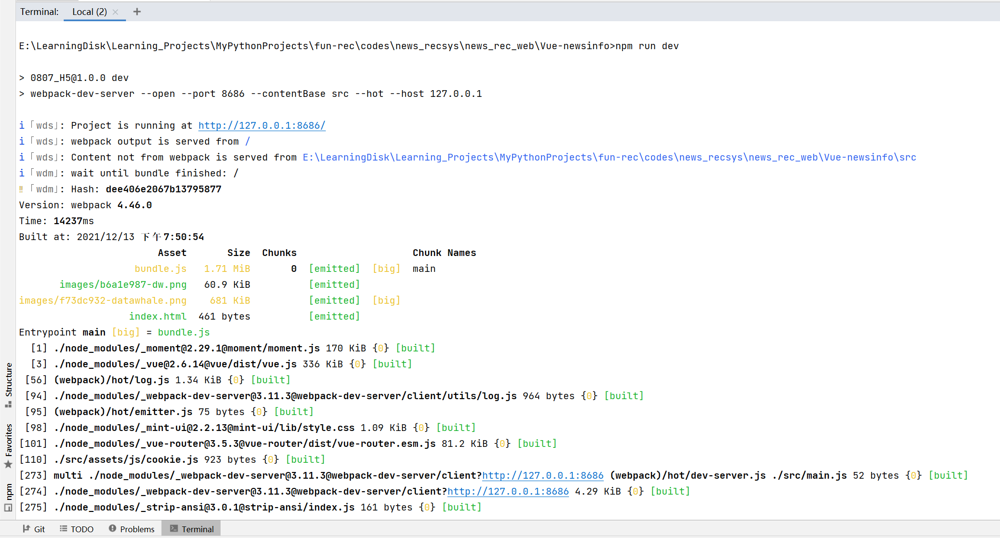 Terminal: Local (2) × +
E:\LearningDisk\Learning_Projects\MyPythonProjects\fun-rec\codes\news_recsys\news_rec_web\Vue-newsinfo>npm run dev
> 0807_H5@1.0.0 dev
> webpack-dev-server --open --port 8686 --contentBase src --hot --host 127.0.0.1
i ｢wds｣: Project is running at http://127.0.0.1:8686/
i ｢wds｣: webpack output is served from /
i ｢wds｣: Content not from webpack is served from E:\LearningDisk\Learning_Projects\MyPythonProjects\fun-rec\codes\news_recsys\news_rec_web\Vue-newsinfo\src
i ｢wdm｣: wait until bundle finished: /
‼ ｢wdm｣: Hash: dee406e2067b13795877
Version: webpack 4.46.0
Time: 14237ms
Built at: 2021/12/13 下午7:50:54
Asset Size Chunks Chunk Names
bundle.js 1.71 MiB 0 [emitted] [big] main
images/b6a1e987-dw.png 60.9 KiB [emitted]
images/f73dc932-datawhale.png 681 KiB [emitted] [big]
index.html 461 bytes [emitted]
Entrypoint main [big] = bundle.js
[1] ./node_modules/_moment@2.29.1@moment/moment.js 170 KiB {0} [built]
[3] ./node_modules/_vue@2.6.14@vue/dist/vue.js 336 KiB {0} [built]
[56] (webpack)/hot/log.js 1.34 KiB {0} [built]
[94] ./node_modules/_webpack-dev-server@3.11.3@webpack-dev-server/client/utils/log.js 964 bytes {0} [built]
[95] (webpack)/hot/emitter.js 75 bytes {0} [built]
[98] ./node_modules/_mint-ui@2.2.13@mint-ui/lib/style.css 1.09 KiB {0} [built]
[101] ./node_modules/_vue-router@3.5.3@vue-router/dist/vue-router.esm.js 81.2 KiB {0} [built]
[110] ./src/assets/js/cookie.js 923 bytes {0} [built]
[273] multi ./node_modules/_webpack-dev-server@3.11.3@webpack-dev-server/client?http://127.0.0.1:8686 (webpack)/hot/dev-server.js ./src/main.js 52 bytes {0} [built]
[274] ./node_modules/_webpack-dev-server@3.11.3@webpack-dev-server/client?http://127.0.0.1:8686 4.29 KiB {0} [built]
[275] ./node_modules/_strip-ansi@3.0.1@strip-ansi/index.js 161 bytes {0} [built]
Structure
Favorites
npm
Git TODO Problems Terminal